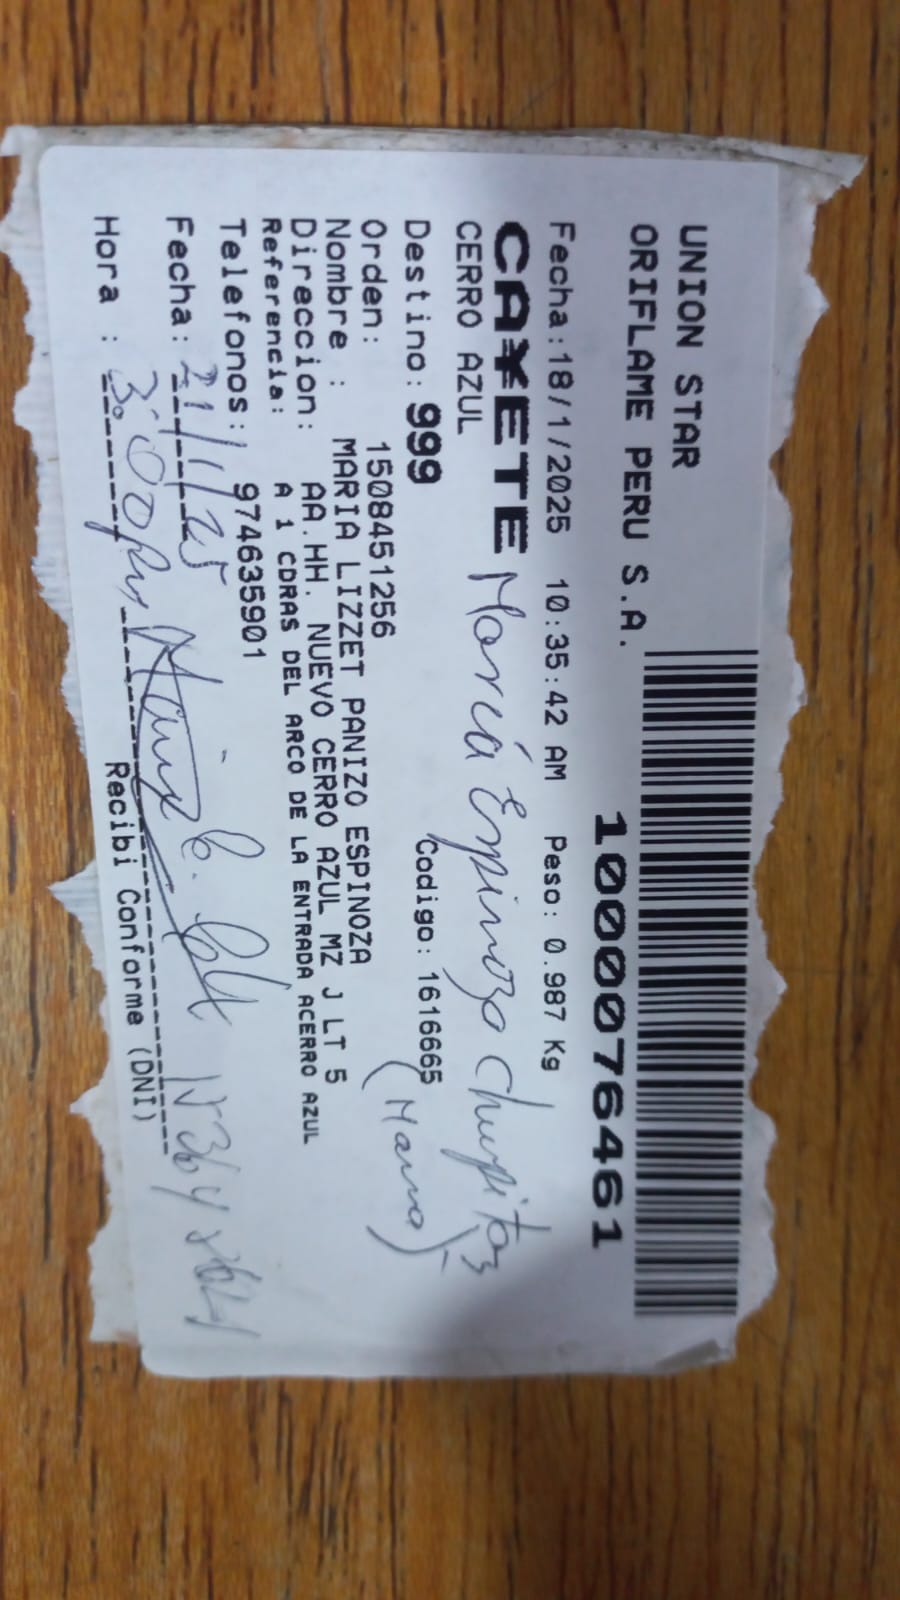 UNION STAR
ORIFLAME PERU S.A.
1000076461
Fecha:18/1/2025 10:35:42 AM Peso: 0.987 Kg
CAÑETE María Espinoza Chumpitaz
CERRO AZUL (Mama)
Destino: 999 Codigo: 161665
Orden: 1508451256
Nombre : MARIA LIZZET PANIZO ESPINOZA
Direccion: AA.HH. NUEVO CERRO AZUL MZ J LT 5
Referencia: A 1 CDRAS DEL ARCO DE LA ENTRADA ACERRO AZUL
Telefonos: 974635901
Fecha: 21/1/25
Hora : 3:00pm
Recibi Conforme (DNI)